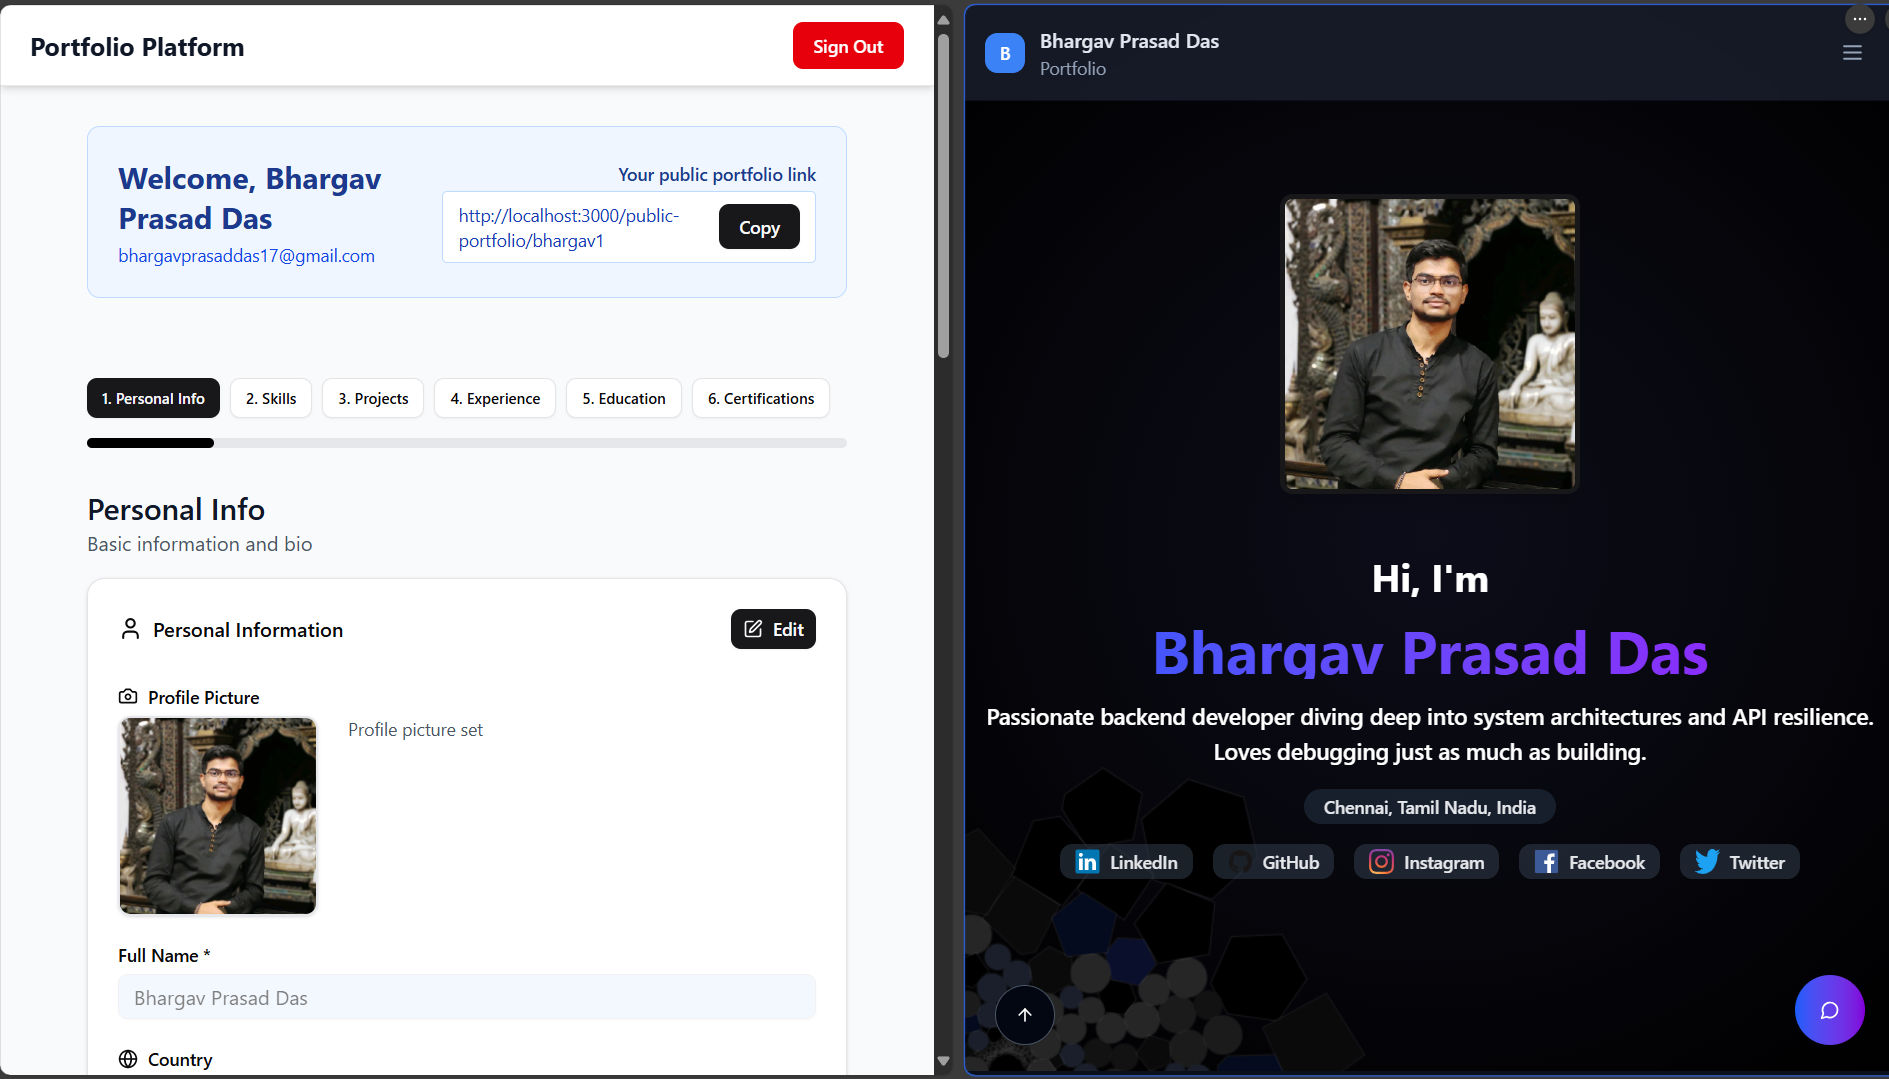 Portfolio Platform
Sign Out
Welcome, Bhargav
Prasad Das
bhargavprasaddas17@gmail.com
Your public portfolio link
http://localhost:3000/public-
portfolio/bhargav1
Copy
1. Personal Info
2. Skills
3. Projects
4. Experience
5. Education
6. Certifications
Personal Info
Basic information and bio
Personal Information
Edit
Profile Picture
Profile picture set
Full Name *
Bhargav Prasad Das
Country
B
Bhargav Prasad Das
Portfolio
Hi, I'm
Bhargav Prasad Das
Passionate backend developer diving deep into system architectures and API resilience.
Loves debugging just as much as building.
Chennai, Tamil Nadu, India
LinkedIn
GitHub
Instagram
Facebook
Twitter